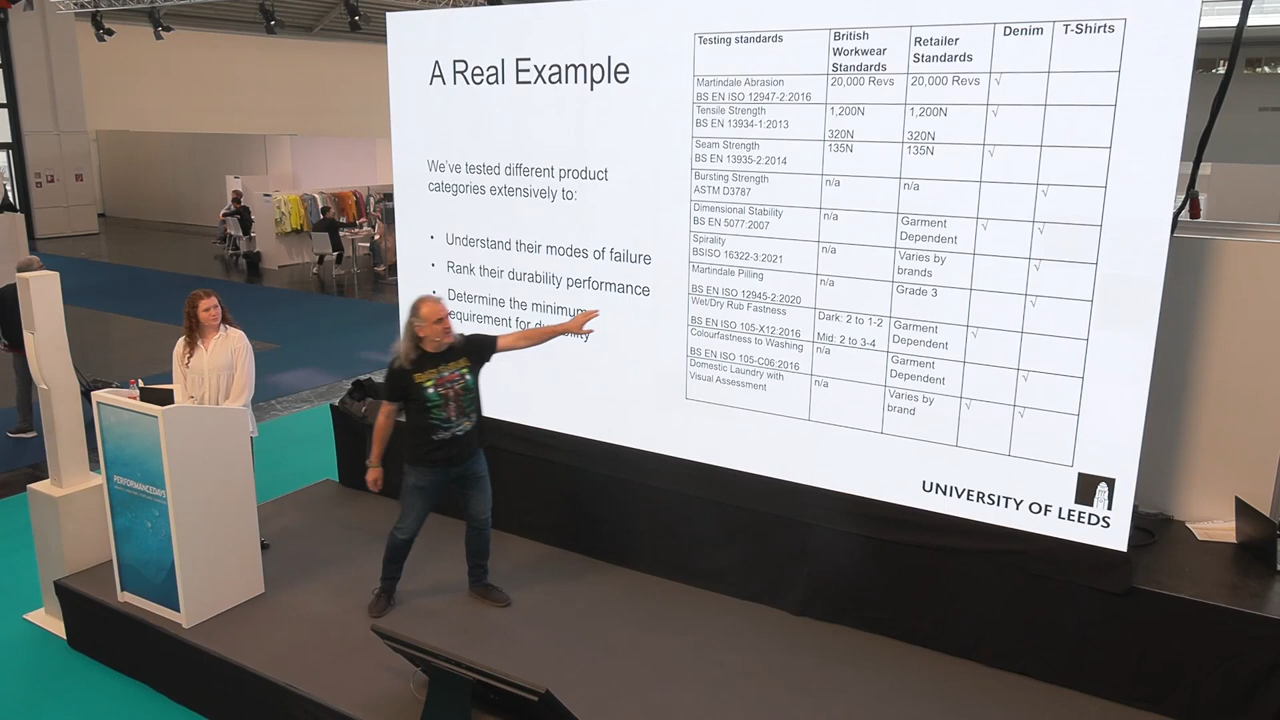 A Real Example
We've tested different product
categories extensively to:
• Understand their modes of failure
• Rank their durability performance
• Determine the minimum
equirement for du bility
Testing standards British Workwear Standards Retailer Standards Denim T-Shirts
Martindale Abrasion BS EN ISO 12947-2:2016 20,000 Revs 20,000 Revs √
Tensile Strength BS EN 13934-1:2013 1,200N 320N 1,200N 320N √
Seam Strength BS EN 13935-2:2014 135N 135N √
Bursting Strength ASTM D3787 n/a n/a √
Dimensional Stability BS EN 5077:2007 n/a Garment Dependent √ √
Spirality BSISO 16322-3:2021 n/a Varies by brands √
Martindale Pilling BS EN ISO 12945-2:2020 n/a Grade 3 √
Wet/Dry Rub Fastness BS EN ISO 105-X12:2016 Dark: 2 to 1-2 Mid: 2 to 3-4 Garment Dependent √
Colourfastness to Washing BS EN ISO 105-C06:2016 n/a Garment Dependent √
Domestic Laundry with Visual Assessment n/a Varies by brand √ √
UNIVERSITY OF LEEDS
PERFORMANCEDAYS